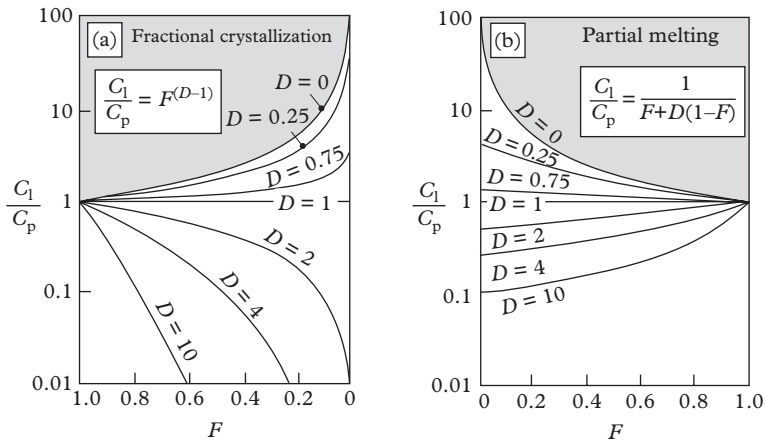 (a) Fractional crystallization
C_l/C_p = F^(D–1)
D = 0
D = 0.25
D = 0.75
D = 1
D = 2
D = 4
D = 10
C_l/C_p
100
10
1
0.1
0.01
1.0 0.8 0.6 0.4 0.2 0
F
(b) Partial melting
C_l/C_p = 1/(F+D(1–F))
D = 0
D = 0.25
D = 0.75
D = 1
D = 2
D = 4
D = 10
C_l/C_p
100
10
1
0.1
0.01
0 0.2 0.4 0.6 0.8 1.0
F